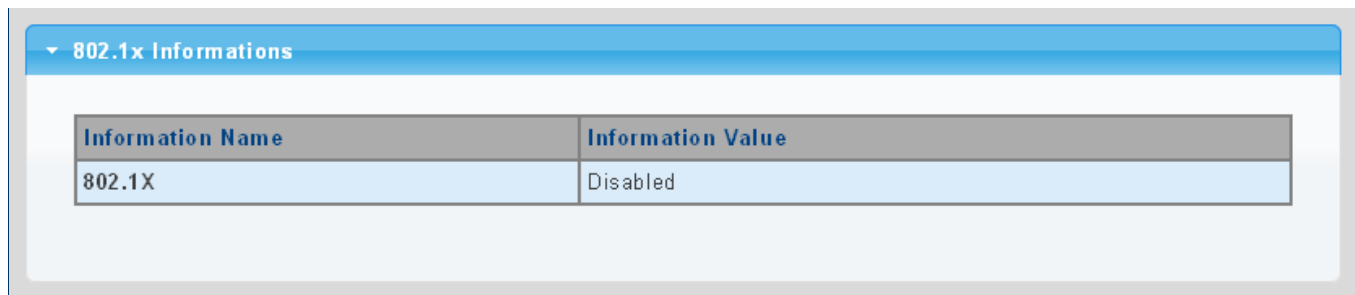 802.1x Informations
Information Name Information Value
802.1X Disabled